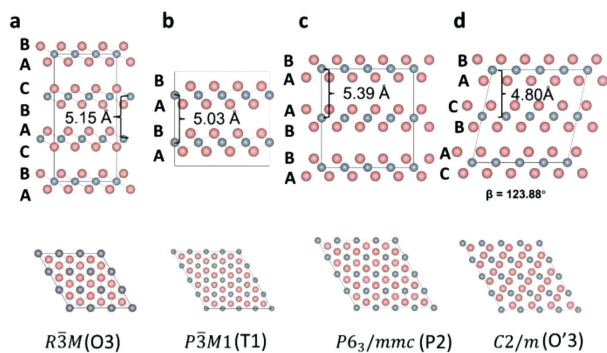 a
B
A
C
B
A
C
B
A
5.15 Å
b
B
A
B
A
5.03 Å
c
B
A
A
B
B
A
5.39 Å
d
B
A
C
B
A
C
4.80Å
β = 123.88°
R3̅M(O3)
P3̅M1(T1)
P6₃/mmc (P2)
C2/m (O'3)